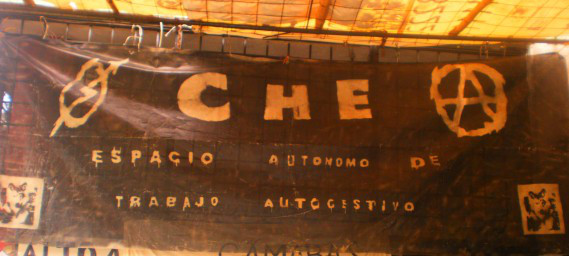 CHE
ESPACIO AUTONOMO DE
TRABAJO AUTOGESTIVO